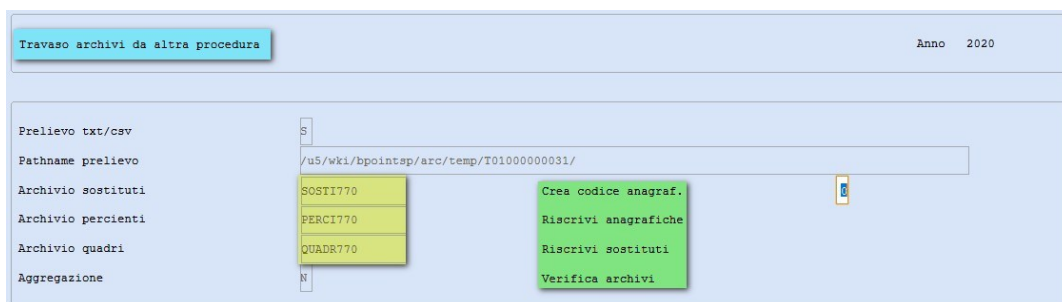 Travaso archivi da altra procedura Anno 2020
Prelievo txt/csv S
Pathname prelievo /u5/wki/bpointsp/arc/temp/T01000000031/
Archivio sostituti SOSTI770 Crea codice anagraf. 0
Archivio percienti PERCI770 Riscrivi anagrafiche
Archivio quadri QUADR770 Riscrivi sostituti
Aggregazione N Verifica archivi